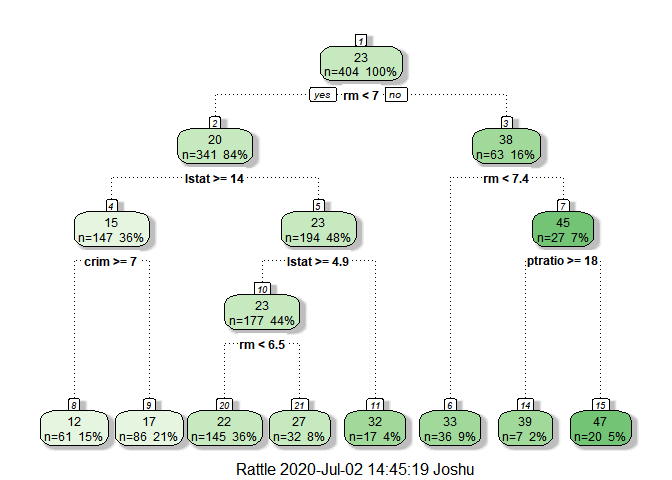 1
23
n=404 100%
yes rm < 7 no
2
20
n=341 84%
3
38
n=63 16%
lstat >= 14
rm < 7.4
4
15
n=147 36%
5
23
n=194 48%
7
45
n=27 7%
crim >= 7
lstat >= 4.9
ptratio >= 18
10
23
n=177 44%
rm < 6.5
8
12
n=61 15%
9
17
n=86 21%
20
22
n=145 36%
21
27
n=32 8%
11
32
n=17 4%
6
33
n=36 9%
14
39
n=7 2%
15
47
n=20 5%
Rattle 2020-Jul-02 14:45:19 Joshu